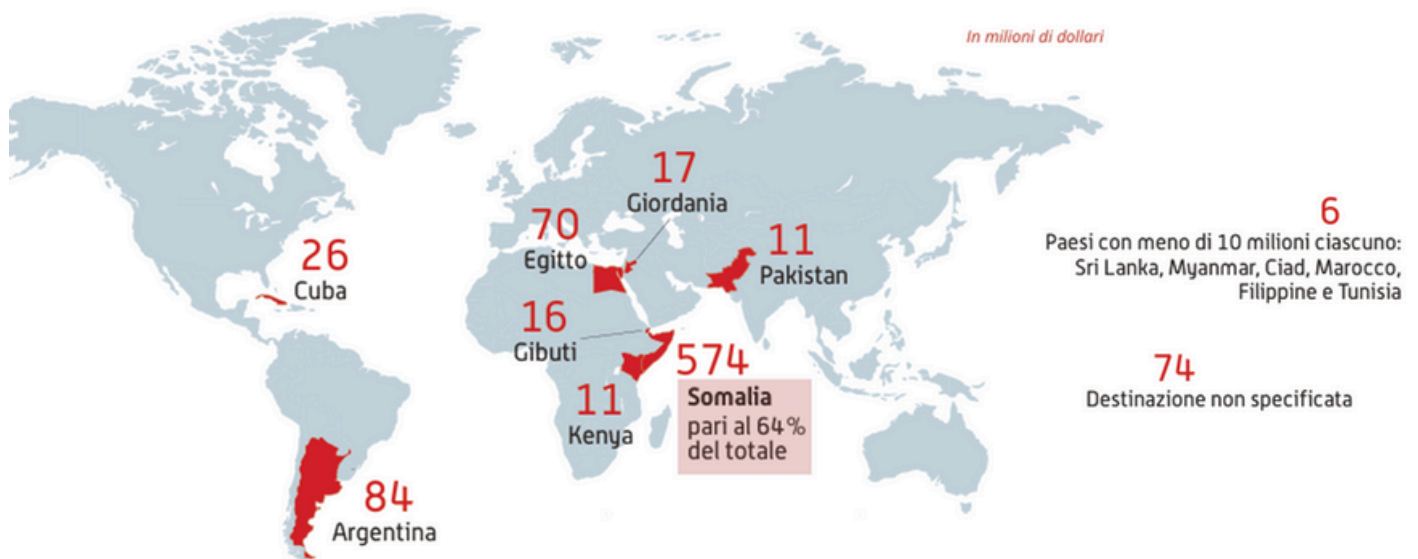 In milioni di dollari
17
Giordania
70
Egitto
11
Pakistan
26
Cuba
16
Gibuti
574
Somalia
pari al 64%
del totale
11
Kenya
84
Argentina
6
Paesi con meno di 10 milioni ciascuno:
Sri Lanka, Myanmar, Ciad, Marocco,
Filippine e Tunisia
74
Destinazione non specificata